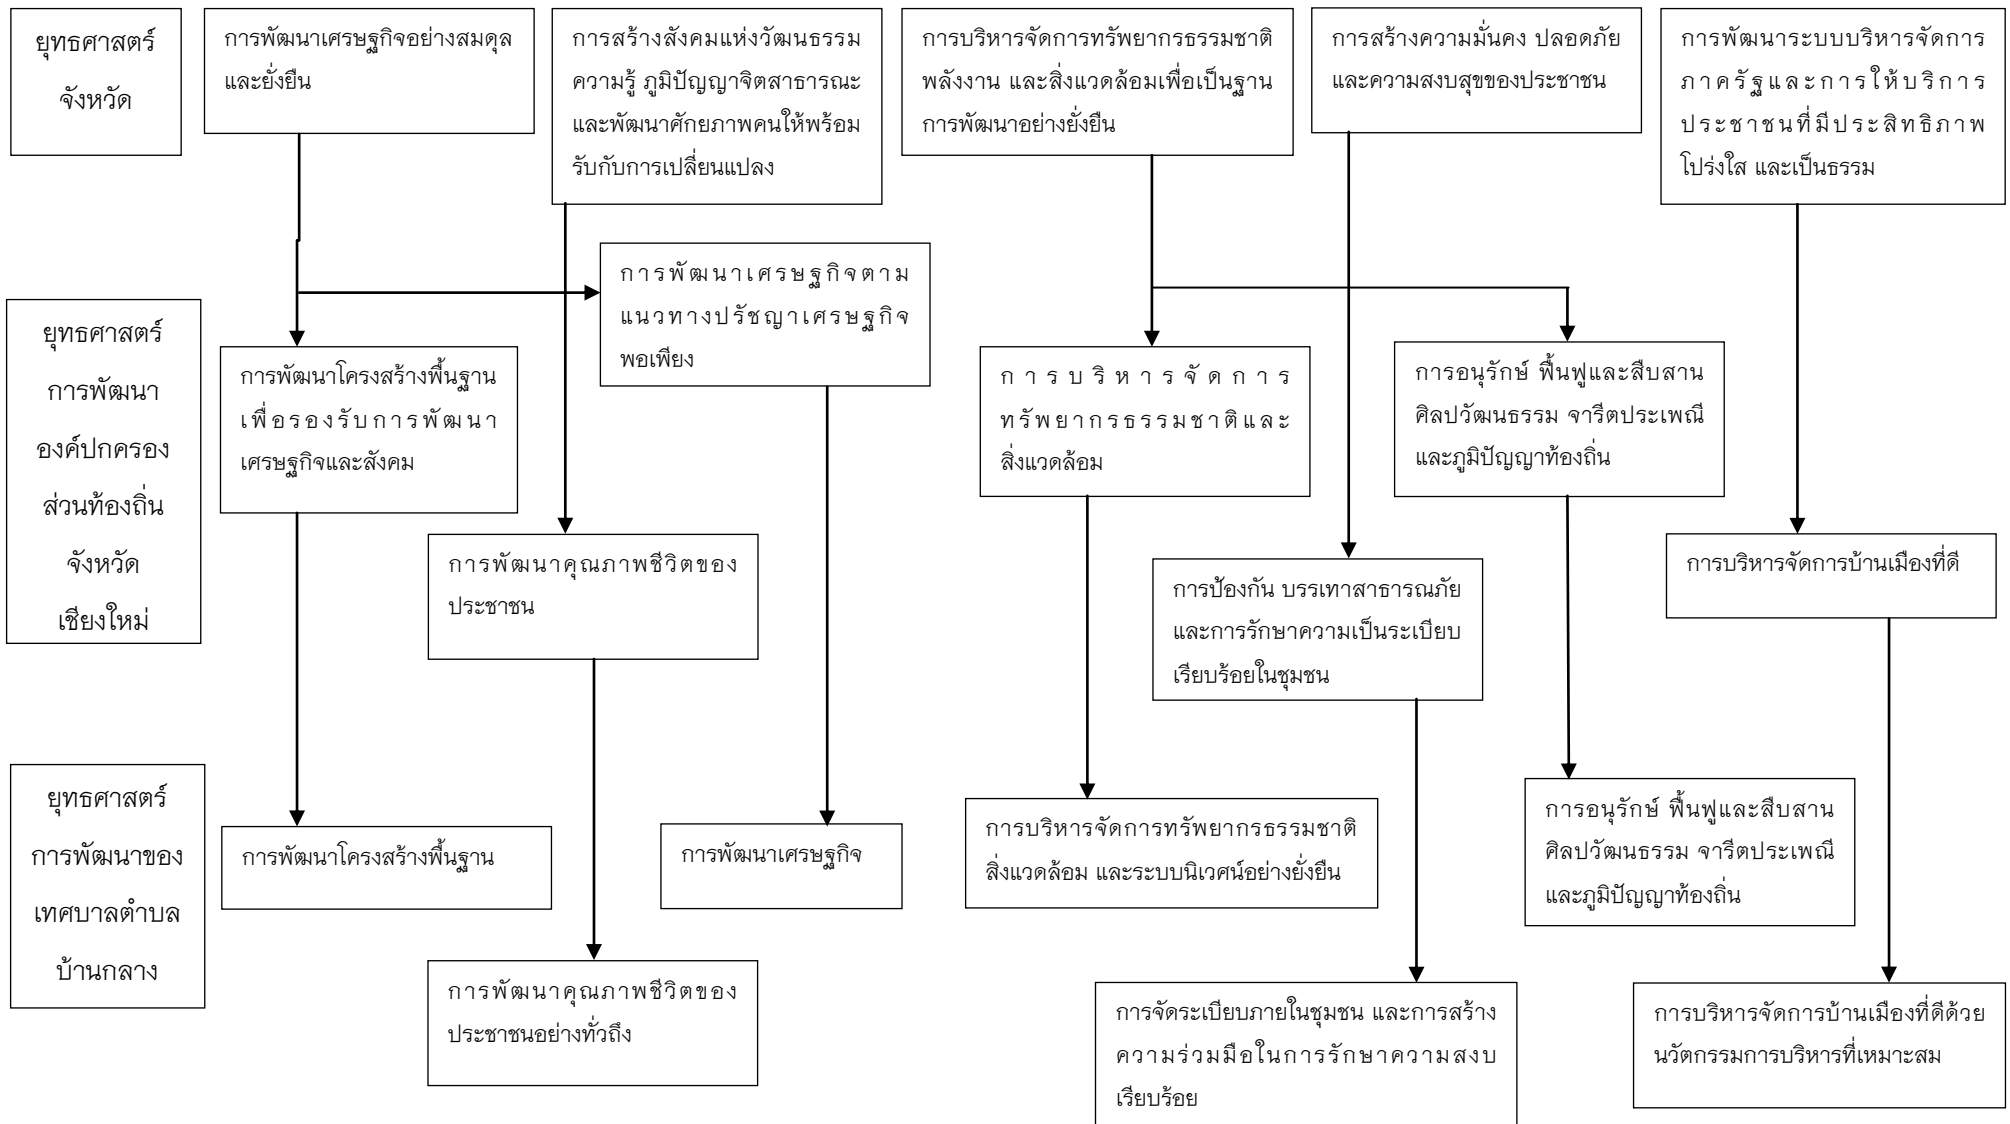 ยุทธศาสตร์
จังหวัด
การพัฒนาเศรษฐกิจอย่างสมดุล
และยั่งยืน
การสร้างสังคมแห่งวัฒนธรรม
ความรู้ ภูมิปัญญาจิตสาธารณะ
และพัฒนาศักยภาพคนให้พร้อม
รับกับการเปลี่ยนแปลง
การบริหารจัดการทรัพยากรธรรมชาติ
พลังงาน และสิ่งแวดล้อมเพื่อเป็นฐาน
การพัฒนาอย่างยั่งยืน
การสร้างความมั่นคง ปลอดภัย
และความสงบสุขของประชาชน
การพัฒนาระบบบริหารจัดการ
ภาครัฐและการให้บริการ
ประชาชนที่มีประสิทธิภาพ
โปร่งใส และเป็นธรรม
ยุทธศาสตร์
การพัฒนา
องค์ปกครอง
ส่วนท้องถิ่น
จังหวัด
เชียงใหม่
การพัฒนาโครงสร้างพื้นฐาน
เพื่อรองรับการพัฒนา
เศรษฐกิจและสังคม
การพัฒนาเศรษฐกิจตาม
แนวทางปรัชญาเศรษฐกิจ
พอเพียง
การพัฒนาคุณภาพชีวิตของ
ประชาชน
การบริหารจัดการ
ทรัพยากรธรรมชาติและ
สิ่งแวดล้อม
การป้องกัน บรรเทาสาธารณภัย
และการรักษาความเป็นระเบียบ
เรียบร้อยในชุมชน
การอนุรักษ์ ฟื้นฟูและสืบสาน
ศิลปวัฒนธรรม จารีตประเพณี
และภูมิปัญญาท้องถิ่น
การบริหารจัดการบ้านเมืองที่ดี
ยุทธศาสตร์
การพัฒนาของ
เทศบาลตำบล
บ้านกลาง
การพัฒนาโครงสร้างพื้นฐาน
การพัฒนาคุณภาพชีวิตของ
ประชาชนอย่างทั่วถึง
การพัฒนาเศรษฐกิจ
การบริหารจัดการทรัพยากรธรรมชาติ
สิ่งแวดล้อม และระบบนิเวศน์อย่างยั่งยืน
การจัดระเบียบภายในชุมชน และการสร้าง
ความร่วมมือในการรักษาความสงบ
เรียบร้อย
การอนุรักษ์ ฟื้นฟูและสืบสาน
ศิลปวัฒนธรรม จารีตประเพณี
และภูมิปัญญาท้องถิ่น
การบริหารจัดการบ้านเมืองที่ดีด้วย
นวัตกรรมการบริหารที่เหมาะสม